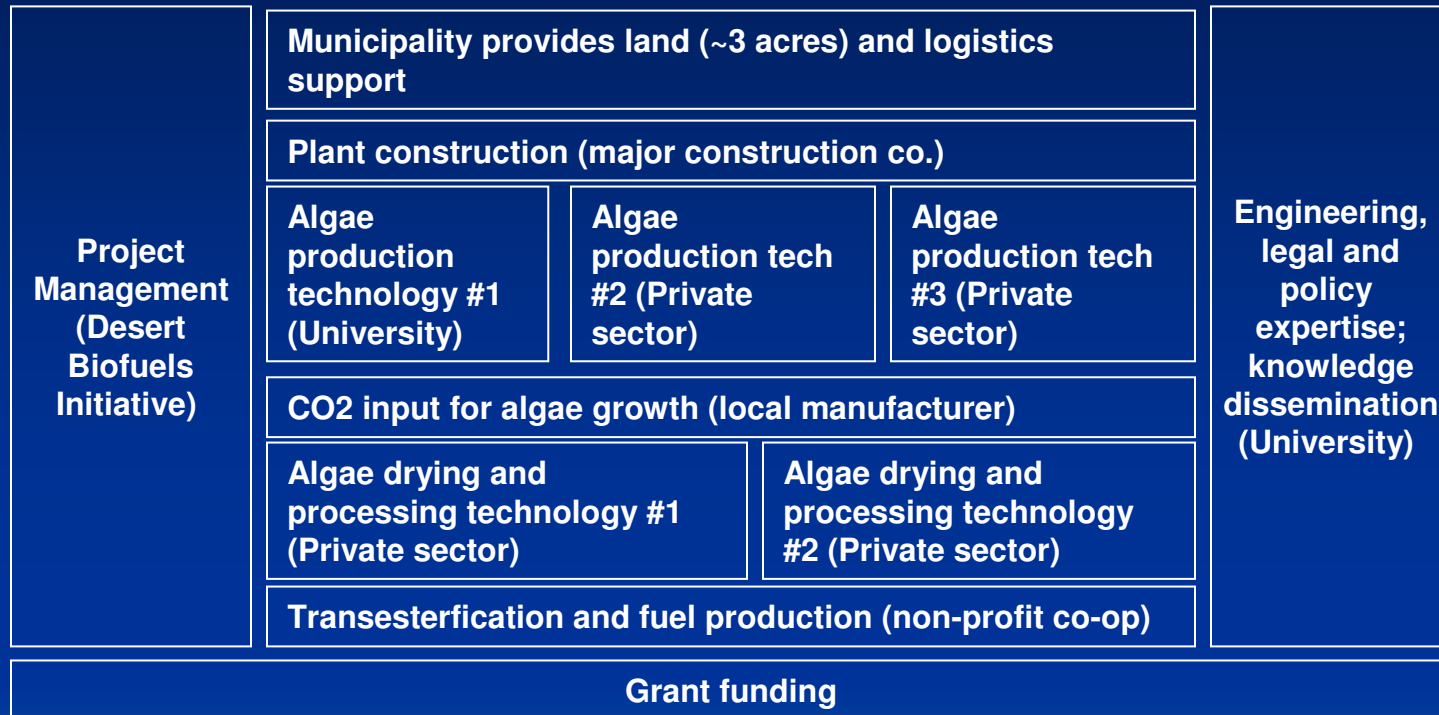 Municipality provides land (~3 acres) and logistics
support
Plant construction (major construction co.)
Project
Management
(Desert
Biofuels
Initiative)
Algae
production
technology #1
(University)
Algae
production tech
#2 (Private
sector)
Algae
production tech
#3 (Private
sector)
Engineering,
legal and
policy
expertise;
knowledge
dissemination
(University)
CO2 input for algae growth (local manufacturer)
Algae drying and
processing technology #1
(Private sector)
Algae drying and
processing technology
#2 (Private sector)
Transesterfication and fuel production (non-profit co-op)
Grant funding